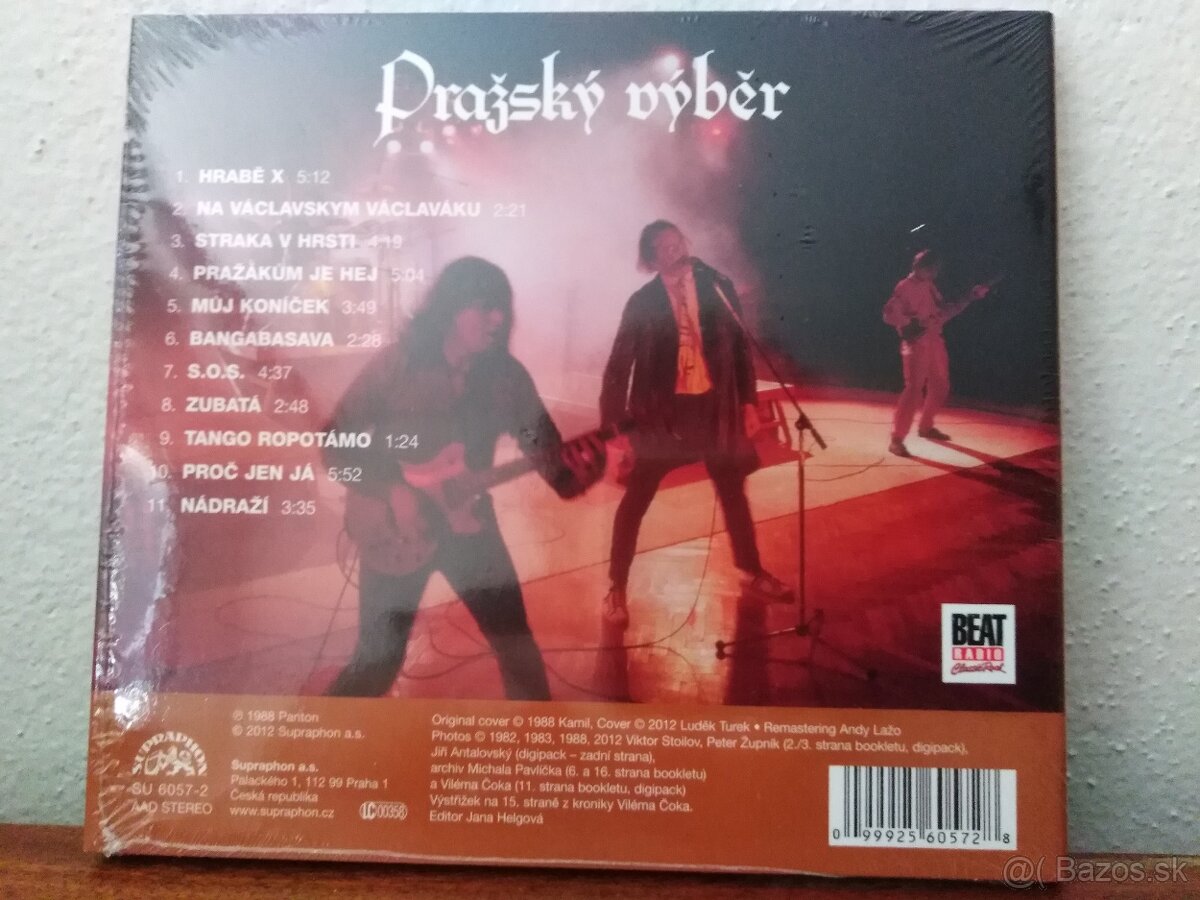 Pražský výběr
1. HRABĚ X 5:12
2. NA VÁCLAVSKYM VÁCLAVÁKU 2:21
3. STRAKA V HRSTI 4:19
4. PRAŽÁKŮM JE HEJ 5:04
5. MŮJ KONÍČEK 3:49
6. BANGABASAVA 2:28
7. S.O.S. 4:37
8. ZUBATÁ 2:48
9. TANGO ROPOTÁMO 1:24
10. PROČ JEN JÁ 5:52
11. NÁDRAŽÍ 3:35
BEAT
RADIO
ClassicRock
SUPRAPHON
SU 6057-2
AAD STEREO
℗ 1988 Panton
© 2012 Supraphon a.s.
Supraphon a.s.
Palackého 1, 112 99 Praha 1
Česká republika
www.supraphon.cz
LC 00358
Original cover © 1988 Kamil, Cover © 2012 Luděk Turek • Remastering Andy Lažo
Photos © 1982, 1983, 1988, 2012 Viktor Stoilov, Peter Župník (2./3. strana bookletu, digipack),
Jiří Antalovský (digipack – zadní strana),
archiv Michala Pavlíčka (6. a 16. strana bookletu)
a Viléma Čoka (11. strana bookletu, digipack)
Výstřižek na 15. straně z kroniky Viléma Čoka.
Editor Jana Helgová
0 99925 60572 8
@( Bazos.sk